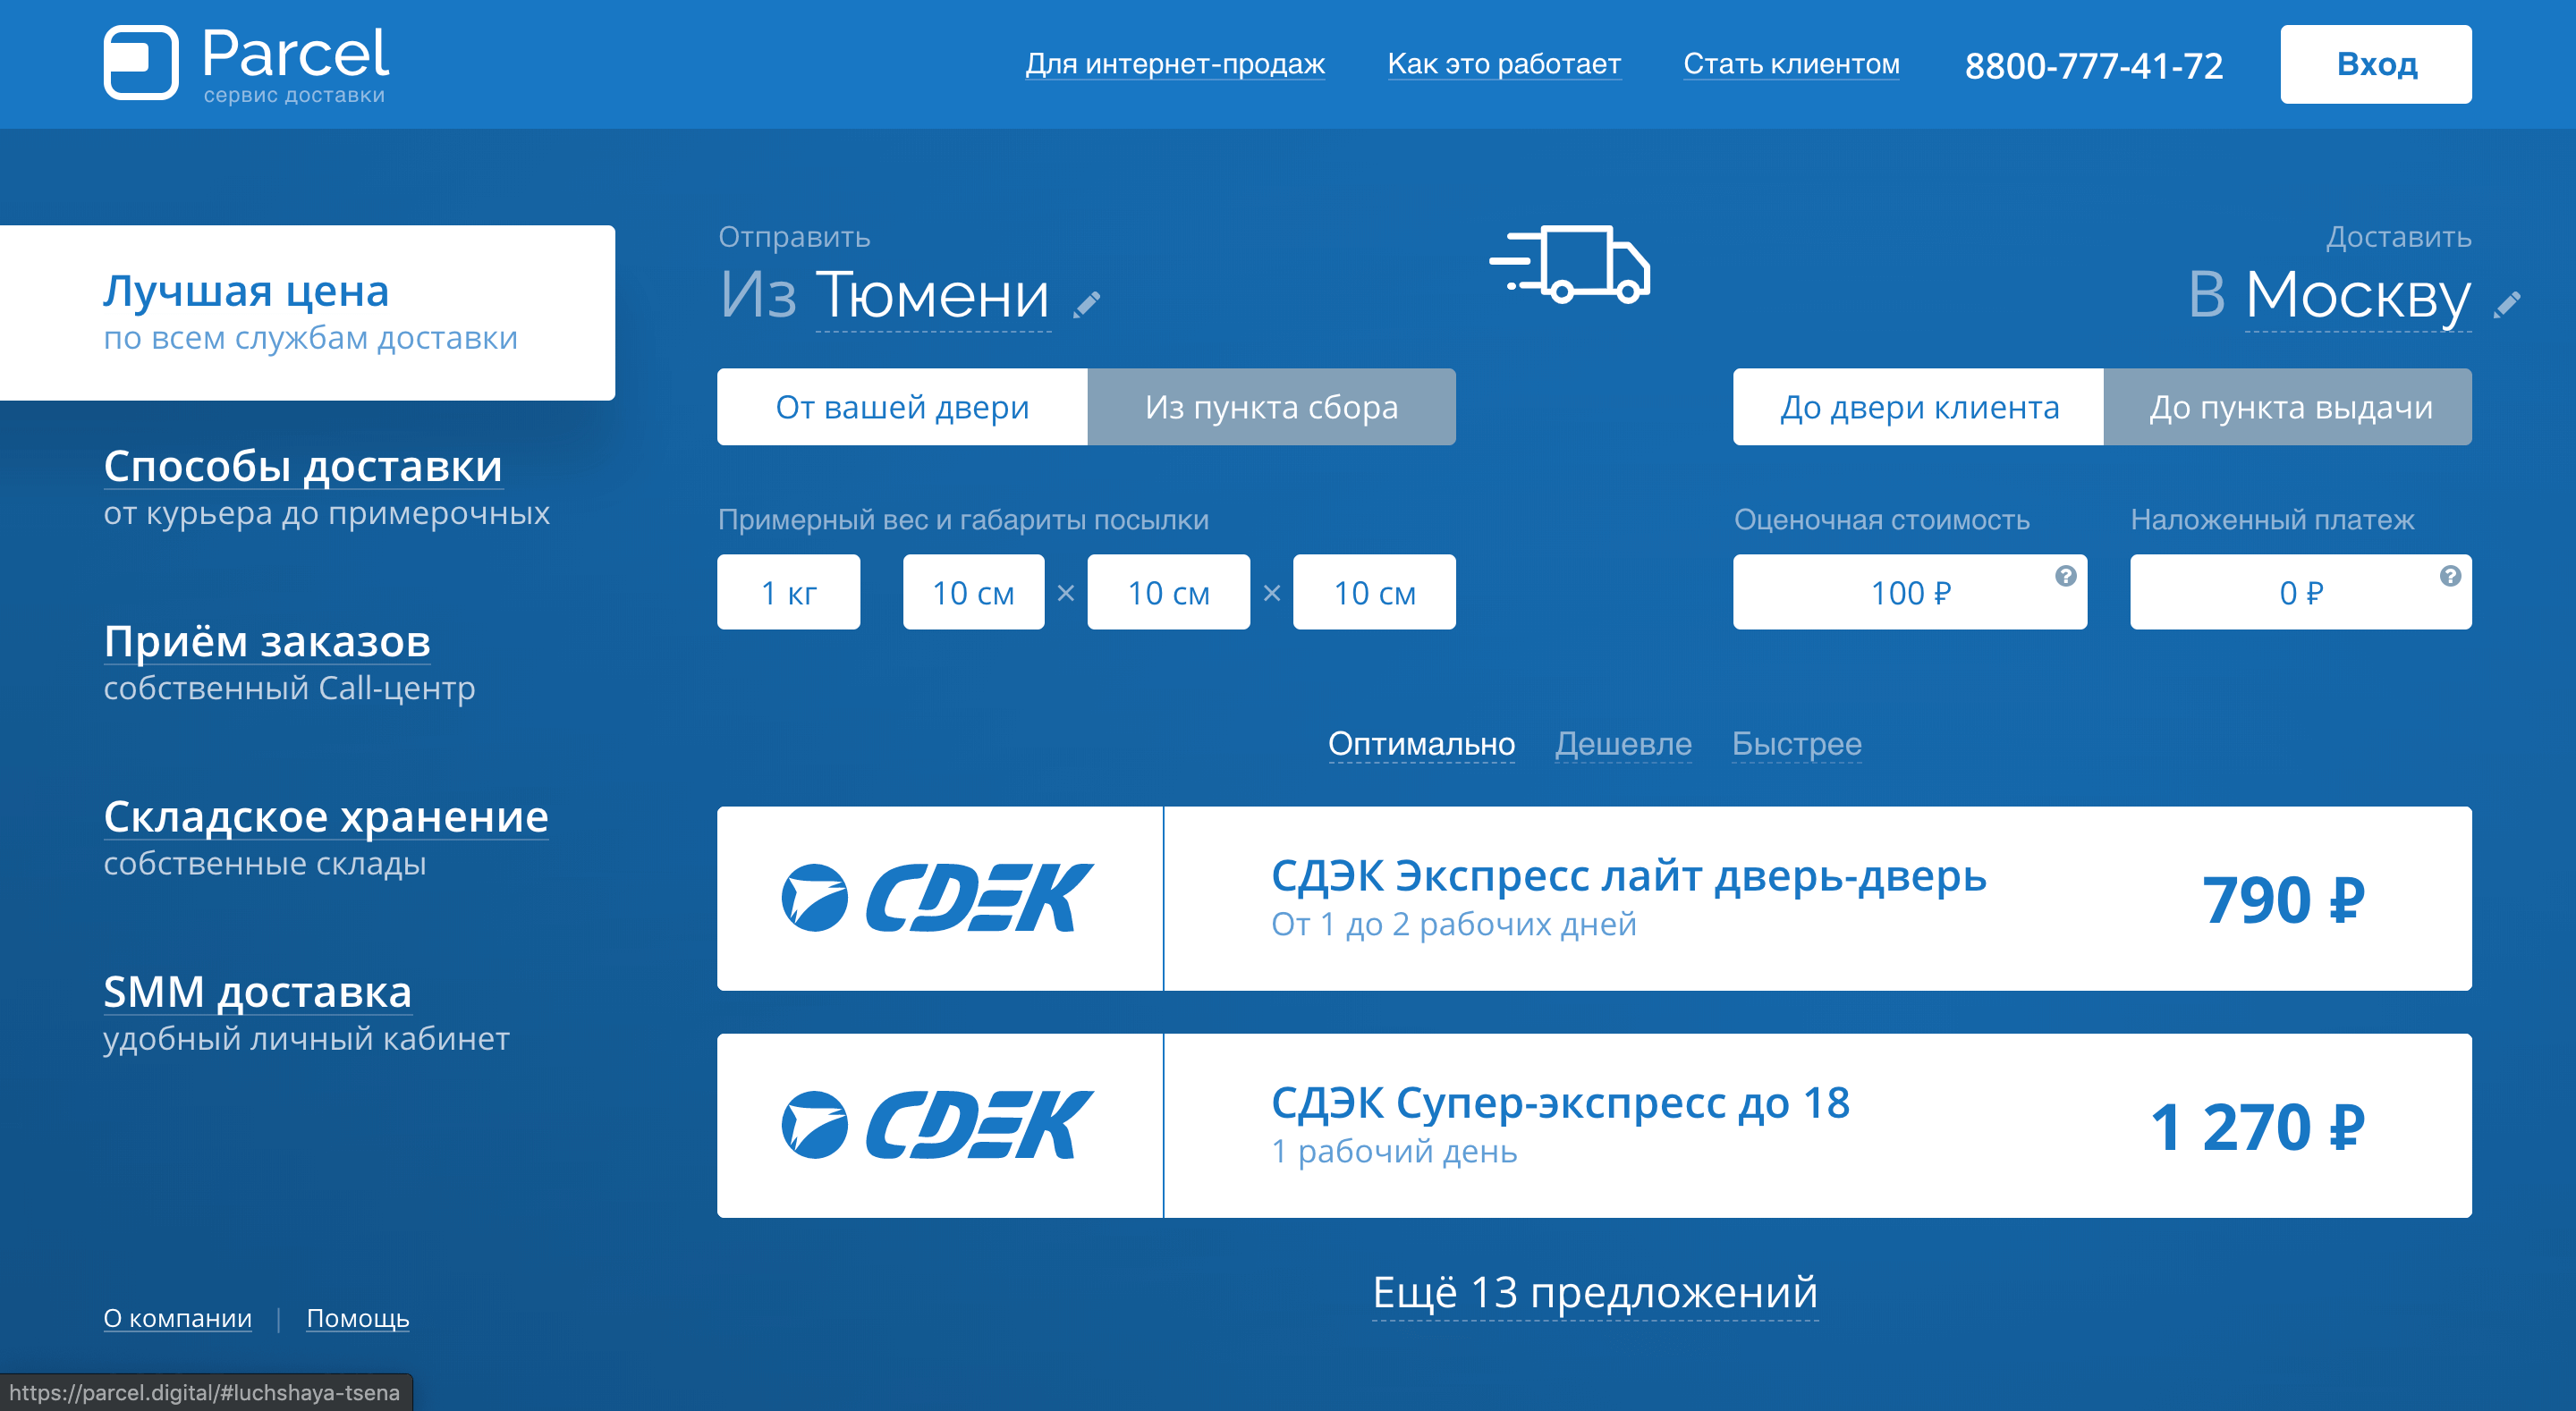 Parcel
сервис доставки
Для интернет-продаж
Как это работает
Стать клиентом
8800-777-41-72
Вход
Лучшая цена
по всем службам доставки
Способы доставки
от курьера до примерочных
Приём заказов
собственный Call-центр
Складское хранение
собственные склады
SMM доставка
удобный личный кабинет
О компании | Помощь
Отправить
Из Тюмени
Доставить
В Москву
От вашей двери
Из пункта сбора
До двери клиента
До пункта выдачи
Примерный вес и габариты посылки
1 кг
10 см × 10 см × 10 см
Оценочная стоимость
100 ₽
?
Наложенный платеж
0 ₽
?
Оптимально
Дешевле
Быстрее
CDEK
СДЭК Экспресс лайт дверь-дверь
От 1 до 2 рабочих дней
790 ₽
CDEK
СДЭК Супер-экспресс до 18
1 рабочий день
1 270 ₽
Ещё 13 предложений
https://parcel.digital/#luchshaya-tsena